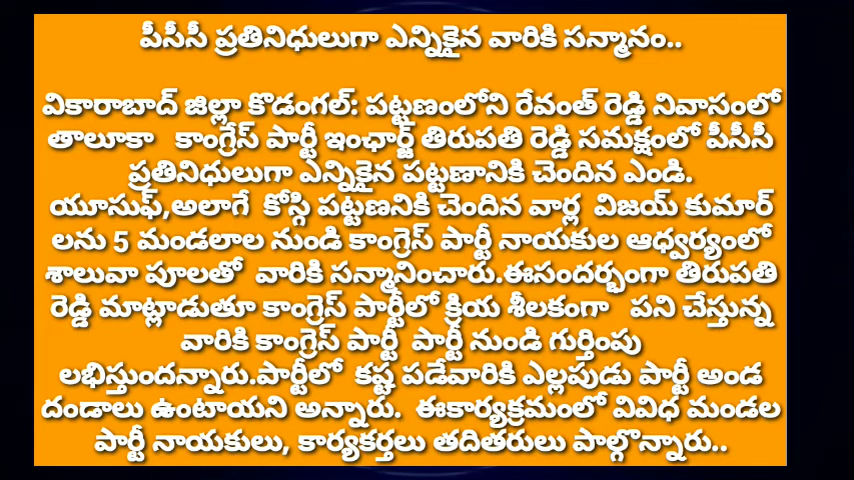 పీసీసీ ప్రతినిధులుగా ఎన్నికైన వారికి సన్మానం..
వికారాబాద్ జిల్లా కొడంగల్: పట్టణంలోని రేవంత్ రెడ్డి నివాసంలో
తాలూకా కాంగ్రేస్ పార్టీ ఇంఛార్జ్ తిరుపతి రెడ్డి సమక్షంలో పీసీసీ
ప్రతినిధులుగా ఎన్నికైన పట్టణానికి చెందిన ఎండి.
యూసుఫ్,అలాగే కోస్గి పట్టణనికి చెందిన వార్ల విజయ్ కుమార్
లను 5 మండలాల నుండి కాంగ్రెస్ పార్టీ నాయకుల ఆధ్వర్యంలో
శాలువా పూలతో వారికి సన్మానించారు.ఈసందర్భంగా తిరుపతి
రెడ్డి మాట్లాడుతూ కాంగ్రెస్ పార్టీలో క్రియ శీలకంగా పని చేస్తున్న
వారికి కాంగ్రెస్ పార్టీ పార్టీ నుండి గుర్తింపు
లభిస్తుందన్నారు.పార్టీలో కష్ట పడేవారికి ఎల్లపుడు పార్టీ అండ
దండాలు ఉంటాయని అన్నారు. ఈకార్యక్రమంలో వివిధ మండల
పార్టీ నాయకులు, కార్యకర్తలు తదితరులు పాల్గొన్నారు..